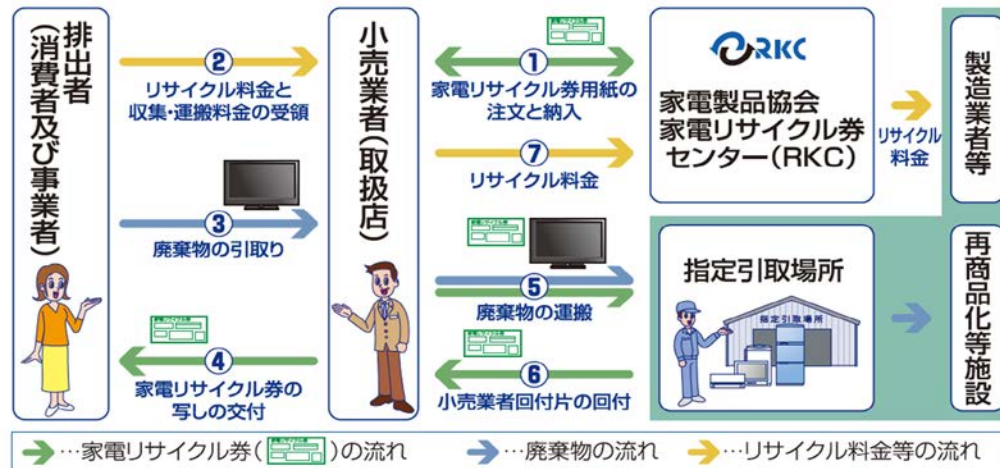 排出者
(消費者及び事業者)
②
リサイクル料金と
収集・運搬料金の受領
③
廃棄物の引取り
④
家電リサイクル券の
写しの交付
小売業者(取扱店)
①
家電リサイクル券用紙の
注文と納入
⑦
リサイクル料金
⑤
廃棄物の運搬
⑥
小売業者回付片の回付
RKC
家電製品協会
家電リサイクル券
センター(RKC)
リサイクル
料金
製造業者等
指定引取場所
指定引取場所
再商品化等施設
…家電リサイクル券( )の流れ
…廃棄物の流れ
…リサイクル料金等の流れ